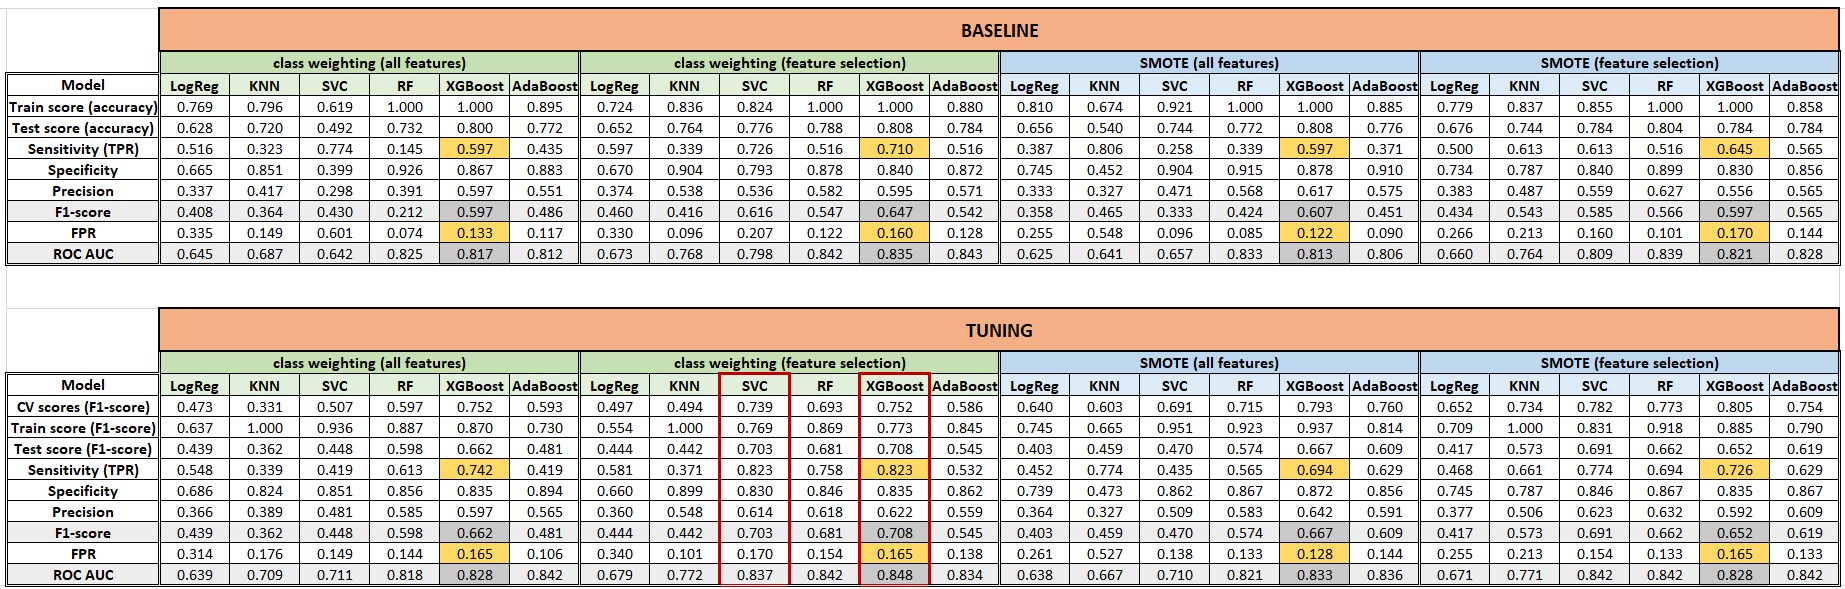 BASELINE
class weighting (all features) class weighting (feature selection) SMOTE (all features) SMOTE (feature selection)
Model LogReg KNN SVC RF XGBoost AdaBoost LogReg KNN SVC RF XGBoost AdaBoost LogReg KNN SVC RF XGBoost AdaBoost LogReg KNN SVC RF XGBoost AdaBoost
Train score (accuracy) 0.769 0.796 0.619 1.000 1.000 0.895 0.724 0.836 0.824 1.000 1.000 0.880 0.810 0.674 0.921 1.000 1.000 0.885 0.779 0.837 0.855 1.000 1.000 0.858
Test score (accuracy) 0.628 0.720 0.492 0.732 0.800 0.772 0.652 0.764 0.776 0.788 0.808 0.784 0.656 0.540 0.744 0.772 0.808 0.776 0.676 0.744 0.784 0.804 0.784 0.784
Sensitivity (TPR) 0.516 0.323 0.774 0.145 0.597 0.435 0.597 0.339 0.726 0.516 0.710 0.516 0.387 0.806 0.258 0.339 0.597 0.371 0.500 0.613 0.613 0.516 0.645 0.565
Specificity 0.665 0.851 0.399 0.926 0.867 0.883 0.670 0.904 0.793 0.878 0.840 0.872 0.745 0.452 0.904 0.915 0.878 0.910 0.734 0.787 0.840 0.899 0.830 0.856
Precision 0.337 0.417 0.298 0.391 0.597 0.551 0.374 0.538 0.536 0.582 0.595 0.571 0.333 0.327 0.471 0.568 0.617 0.575 0.383 0.487 0.559 0.627 0.556 0.565
F1-score 0.408 0.364 0.430 0.212 0.597 0.486 0.460 0.416 0.616 0.547 0.647 0.542 0.358 0.465 0.333 0.424 0.607 0.451 0.434 0.543 0.585 0.566 0.597 0.565
FPR 0.335 0.149 0.601 0.074 0.133 0.117 0.330 0.096 0.207 0.122 0.160 0.128 0.255 0.548 0.096 0.085 0.122 0.090 0.266 0.213 0.160 0.101 0.170 0.144
ROC AUC 0.645 0.687 0.642 0.825 0.817 0.812 0.673 0.768 0.798 0.842 0.835 0.843 0.625 0.641 0.657 0.833 0.813 0.806 0.660 0.764 0.809 0.839 0.821 0.828
TUNING
class weighting (all features) class weighting (feature selection) SMOTE (all features) SMOTE (feature selection)
Model LogReg KNN SVC RF XGBoost AdaBoost LogReg KNN SVC RF XGBoost AdaBoost LogReg KNN SVC RF XGBoost AdaBoost LogReg KNN SVC RF XGBoost AdaBoost
CV scores (F1-score) 0.473 0.331 0.507 0.597 0.752 0.593 0.497 0.494 0.739 0.693 0.752 0.586 0.640 0.603 0.691 0.715 0.793 0.760 0.652 0.734 0.782 0.773 0.805 0.754
Train score (F1-score) 0.637 1.000 0.936 0.887 0.870 0.730 0.554 1.000 0.769 0.869 0.773 0.845 0.745 0.665 0.951 0.923 0.937 0.814 0.709 1.000 0.831 0.918 0.885 0.790
Test score (F1-score) 0.439 0.362 0.448 0.598 0.662 0.481 0.444 0.442 0.703 0.681 0.708 0.545 0.403 0.459 0.470 0.574 0.667 0.609 0.417 0.573 0.691 0.662 0.652 0.619
Sensitivity (TPR) 0.548 0.339 0.419 0.613 0.742 0.419 0.581 0.371 0.823 0.758 0.823 0.532 0.452 0.774 0.435 0.565 0.694 0.629 0.468 0.661 0.774 0.694 0.726 0.629
Specificity 0.686 0.824 0.851 0.856 0.835 0.894 0.660 0.899 0.830 0.846 0.835 0.862 0.739 0.473 0.862 0.867 0.872 0.856 0.745 0.787 0.846 0.867 0.835 0.867
Precision 0.366 0.389 0.481 0.585 0.597 0.565 0.360 0.548 0.614 0.618 0.622 0.559 0.364 0.327 0.509 0.583 0.642 0.591 0.377 0.506 0.623 0.632 0.592 0.609
F1-score 0.439 0.362 0.448 0.598 0.662 0.481 0.444 0.442 0.703 0.681 0.708 0.545 0.403 0.459 0.470 0.574 0.667 0.609 0.417 0.573 0.691 0.662 0.652 0.619
FPR 0.314 0.176 0.149 0.144 0.165 0.106 0.340 0.101 0.170 0.154 0.165 0.138 0.261 0.527 0.138 0.133 0.128 0.144 0.255 0.213 0.154 0.133 0.165 0.133
ROC AUC 0.639 0.709 0.711 0.818 0.828 0.842 0.679 0.772 0.837 0.842 0.848 0.834 0.638 0.667 0.710 0.821 0.833 0.836 0.671 0.771 0.842 0.842 0.828 0.842